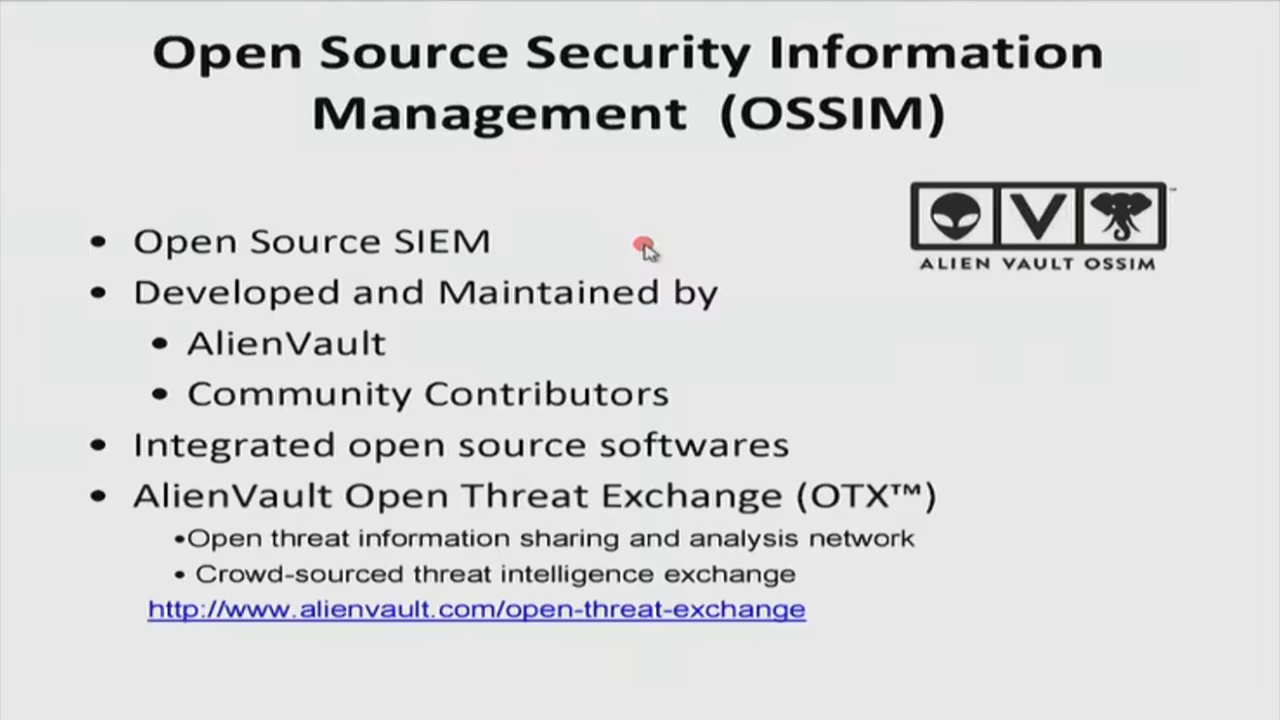 Open Source Security Information
Management (OSSIM)
• Open Source SIEM
• Developed and Maintained by
• AlienVault
• Community Contributors
• Integrated open source softwares
• AlienVault Open Threat Exchange (OTX™)
•Open threat information sharing and analysis network
• Crowd-sourced threat intelligence exchange
http://www.alienvault.com/open-threat-exchange
V ™
ALIEN VAULT OSSIM